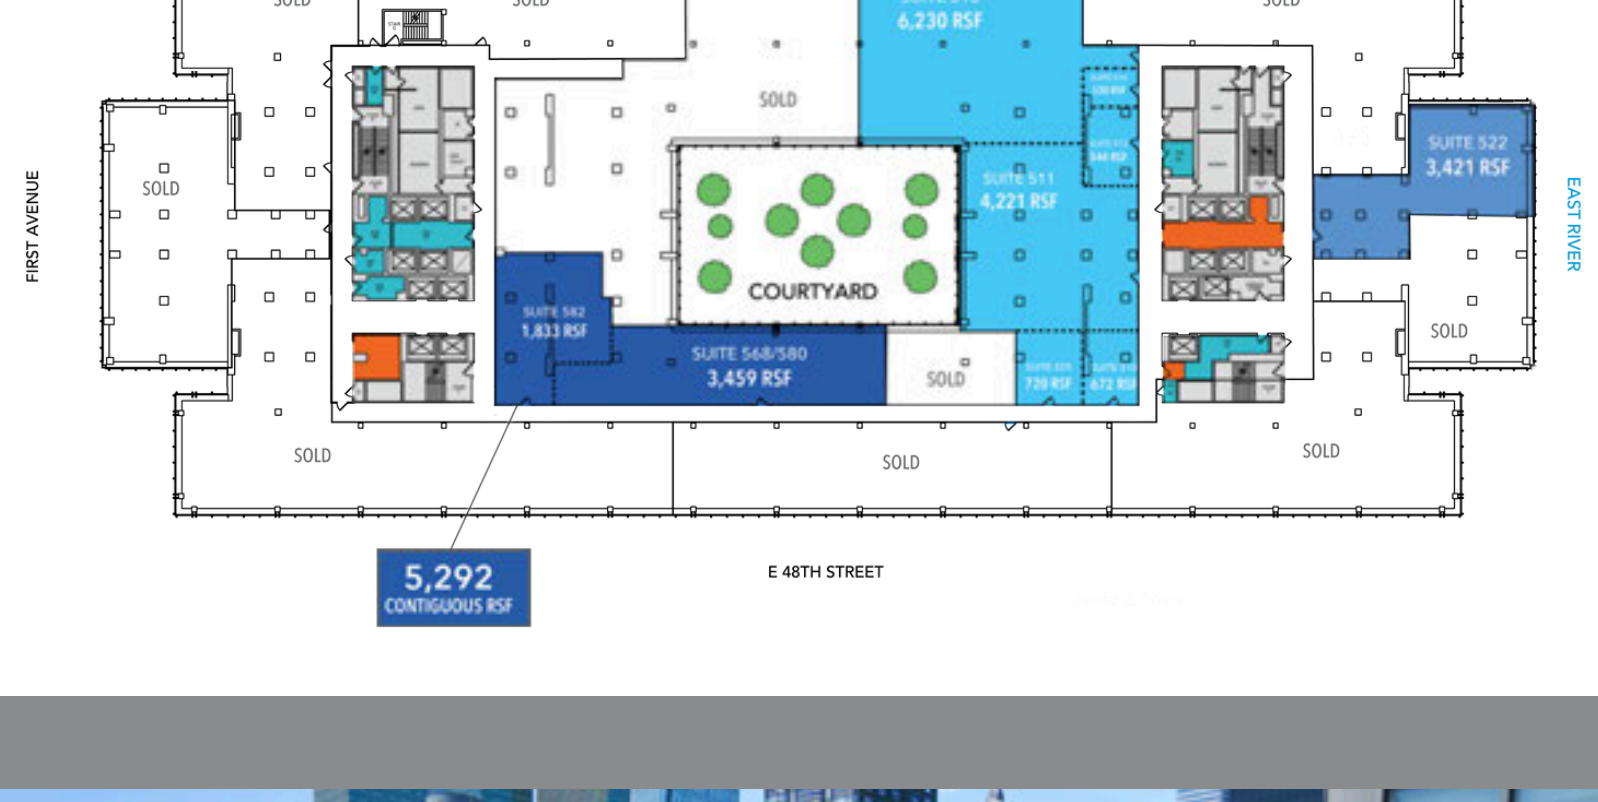 SOLD
SOLD
SOLD
6,230 RSF
SOLD
SUITE 522
3,421 RSF
FIRST AVENUE
SOLD
SUITE 511
4,221 RSF
EAST RIVER
COURTYARD
SUITE 582
1,833 RSF
SOLD
SUITE 568/580
3,459 RSF
SOLD
720 RSF
672 RSF
SOLD
SOLD
SOLD
5,292
CONTIGUOUS RSF
E 48TH STREET